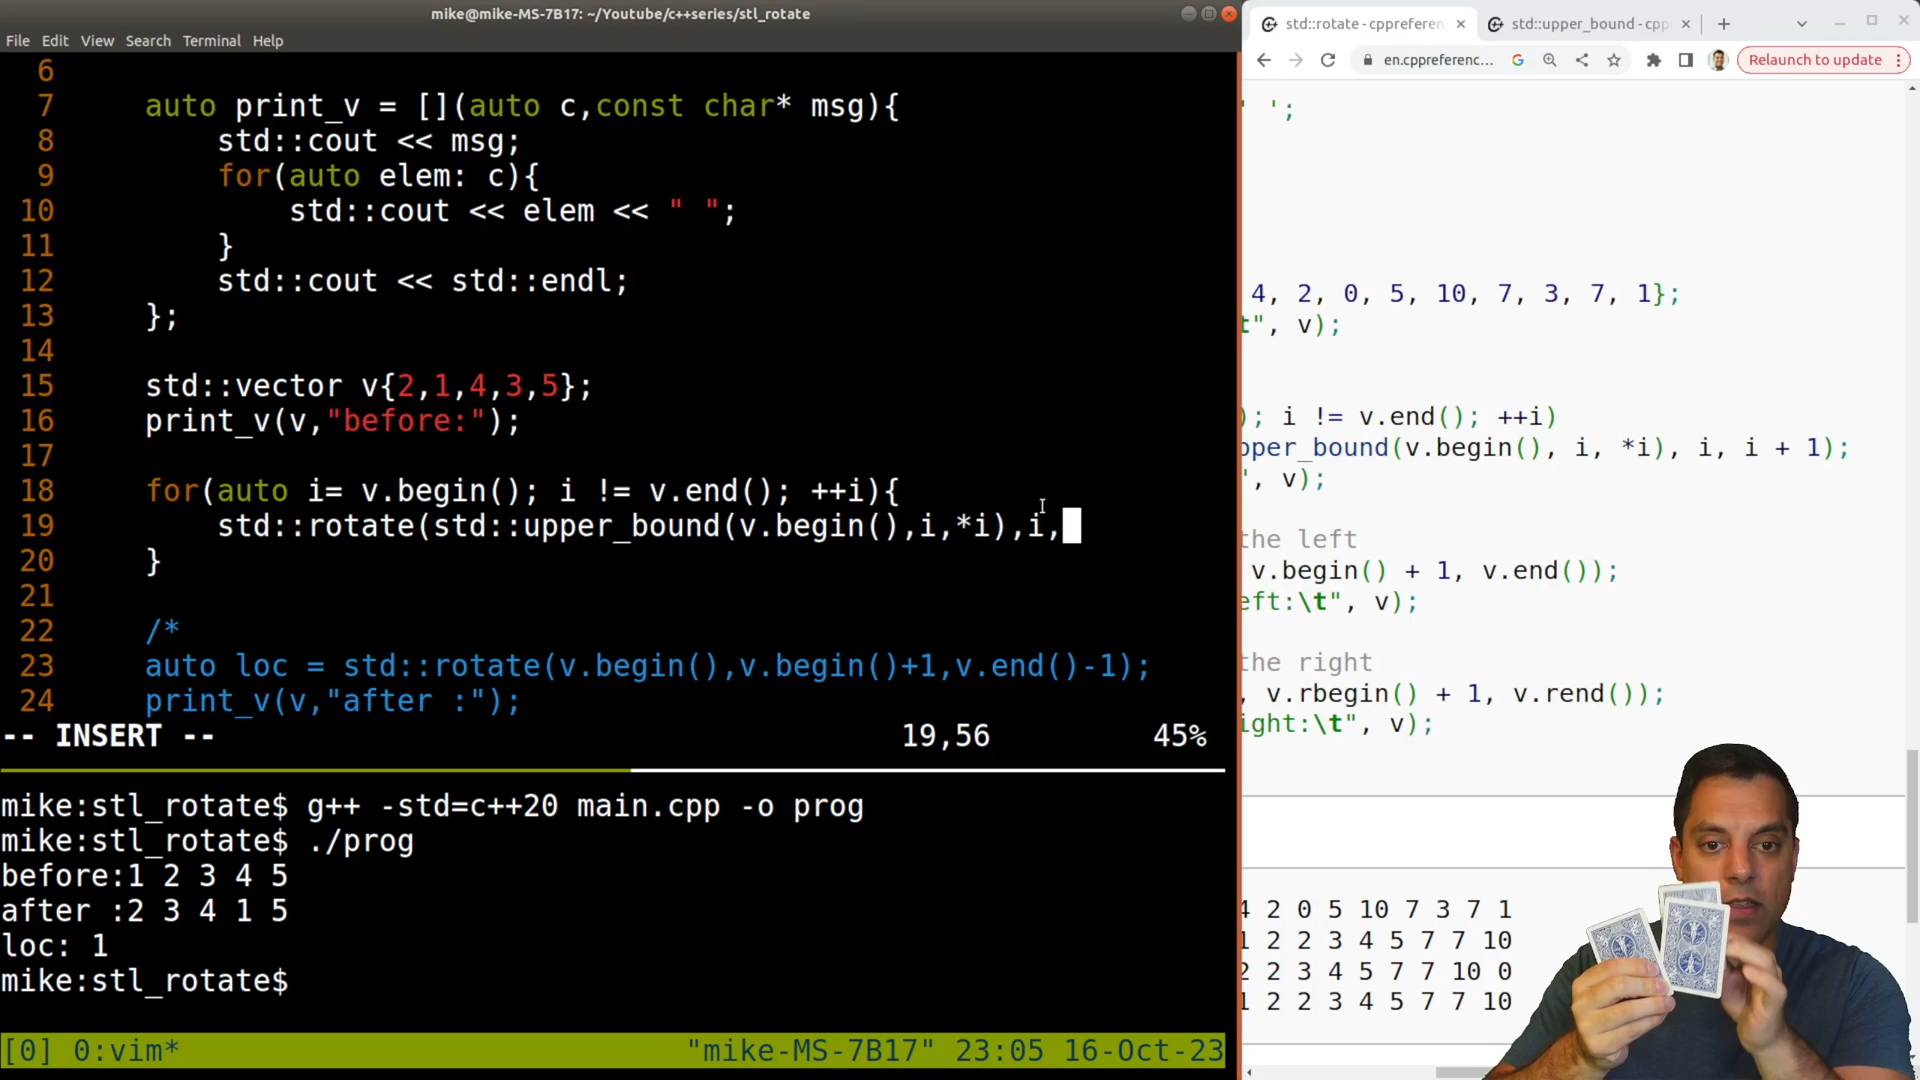 mike@mike-MS-7B17: ~/Youtube/c++series/stl_rotate
File Edit View Search Terminal Help
6
7 auto print_v = [](auto c,const char* msg){
8 std::cout << msg;
9 for(auto elem: c){
10 std::cout << elem << " ";
11 }
12 std::cout << std::endl;
13 };
14
15 std::vector v{2,1,4,3,5};
16 print_v(v,"before:");
17
18 for(auto i= v.begin(); i != v.end(); ++i){
19 std::rotate(std::upper_bound(v.begin(),i,*i),i,
20 }
21
22 /*
23 auto loc = std::rotate(v.begin(),v.begin()+1,v.end()-1);
24 print_v(v,"after :");
-- INSERT -- 19,56 45%
mike:stl_rotate$ g++ -std=c++20 main.cpp -o prog
mike:stl_rotate$ ./prog
before:1 2 3 4 5
after :2 3 4 1 5
loc: 1
mike:stl_rotate$
[0] 0:vim* "mike-MS-7B17" 23:05 16-Oct-23
std::rotate - cppreferen
std::upper_bound - cpp
en.cppreferenc...
Relaunch to update
' ';
4, 2, 0, 5, 10, 7, 3, 7, 1};
t", v);
); i != v.end(); ++i)
pper_bound(v.begin(), i, *i), i, i + 1);
", v);
the left
v.begin() + 1, v.end());
eft:\t", v);
the right
, v.rbegin() + 1, v.rend());
ight:\t", v);
4 2 0 5 10 7 3 7 1
1 2 2 3 4 5 7 7 10
2 2 3 4 5 7 7 10 0
1 2 2 3 4 5 7 7 10